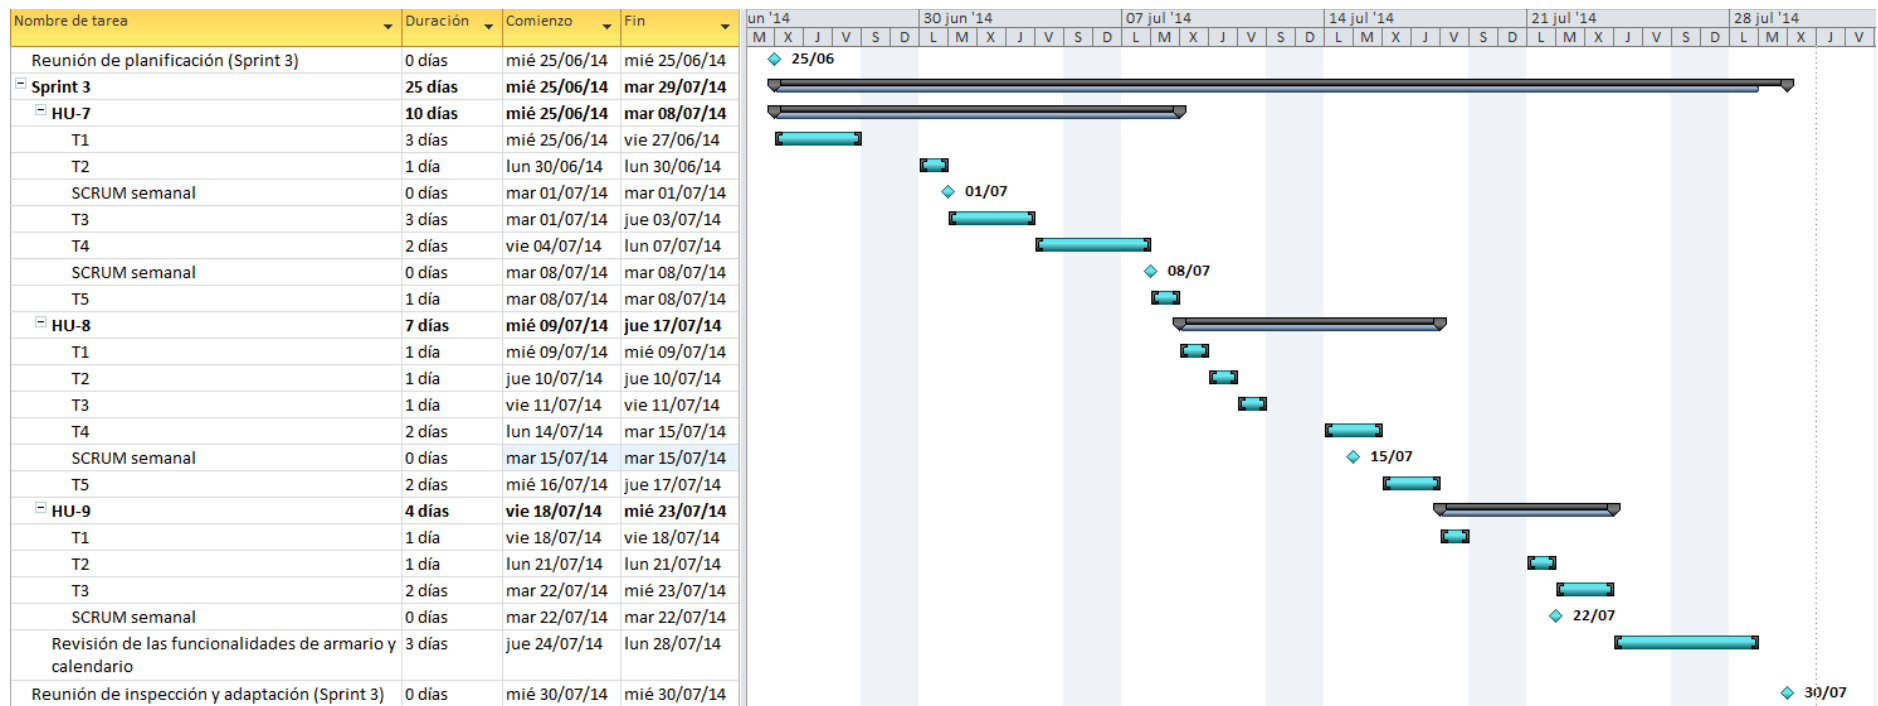 Nombre de tarea Duración Comienzo Fin un '14 30 jun '14 07 jul '14 14 jul '14 21 jul '14 28 jul '14
M X J V S D L M X J V S D L M X J V S D L M X J V S D L M X J V S D L M X J V
Reunión de planificación (Sprint 3) 0 días mié 25/06/14 mié 25/06/14 25/06
Sprint 3 25 días mié 25/06/14 mar 29/07/14
HU-7 10 días mié 25/06/14 mar 08/07/14
T1 3 días mié 25/06/14 vie 27/06/14
T2 1 día lun 30/06/14 lun 30/06/14
SCRUM semanal 0 días mar 01/07/14 mar 01/07/14 01/07
T3 3 días mar 01/07/14 jue 03/07/14
T4 2 días vie 04/07/14 lun 07/07/14
SCRUM semanal 0 días mar 08/07/14 mar 08/07/14 08/07
T5 1 día mar 08/07/14 mar 08/07/14
HU-8 7 días mié 09/07/14 jue 17/07/14
T1 1 día mié 09/07/14 mié 09/07/14
T2 1 día jue 10/07/14 jue 10/07/14
T3 1 día vie 11/07/14 vie 11/07/14
T4 2 días lun 14/07/14 mar 15/07/14
SCRUM semanal 0 días mar 15/07/14 mar 15/07/14 15/07
T5 2 días mié 16/07/14 jue 17/07/14
HU-9 4 días vie 18/07/14 mié 23/07/14
T1 1 día vie 18/07/14 vie 18/07/14
T2 1 día lun 21/07/14 lun 21/07/14
T3 2 días mar 22/07/14 mié 23/07/14
SCRUM semanal 0 días mar 22/07/14 mar 22/07/14 22/07
Revisión de las funcionalidades de armario y 3 días jue 24/07/14 lun 28/07/14
calendario
Reunión de inspección y adaptación (Sprint 3) 0 días mié 30/07/14 mié 30/07/14 30/07